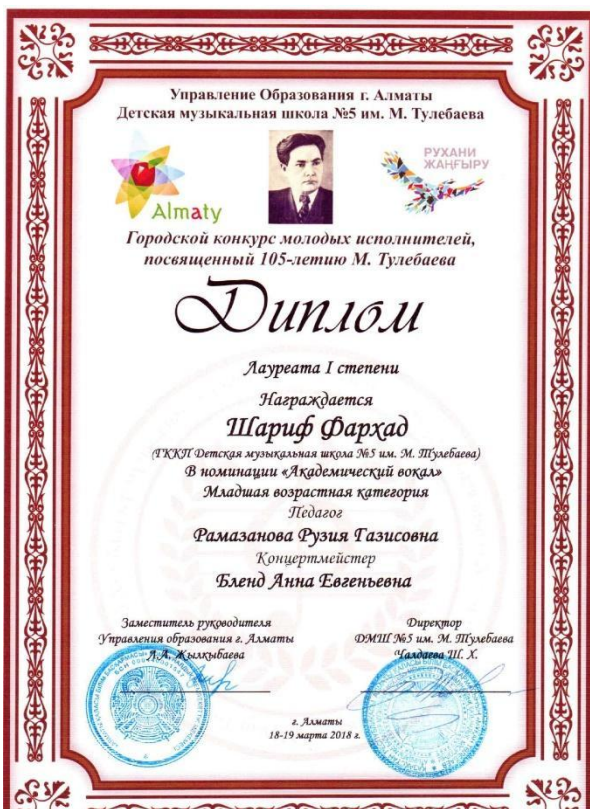 Управление Образования г. Алматы
Детская музыкальная школа №5 им. М. Тулебаева
Almaty
РУХАНИ
ЖАҢҒЫРУ
Городской конкурс молодых исполнителей,
посвященный 105-летию М. Тулебаева
Диплом
Лауреата I степени
Награждается
Шариф Фархад
(ГККП Детская музыкальная школа №5 им. М. Тулебаева)
В номинации «Академический вокал»
Младшая возрастная категория
Педагог
Рамазанова Рузия Газисовна
Концертмейстер
Бленд Анна Евгеньевна
Заместитель руководителя
Управления образования г. Алматы
А.А. Жылкыбаева
Директор
ДМШ №5 им. М. Тулебаева
Чалдаева Ш. Х.
г. Алматы
18-19 марта 2018 г.